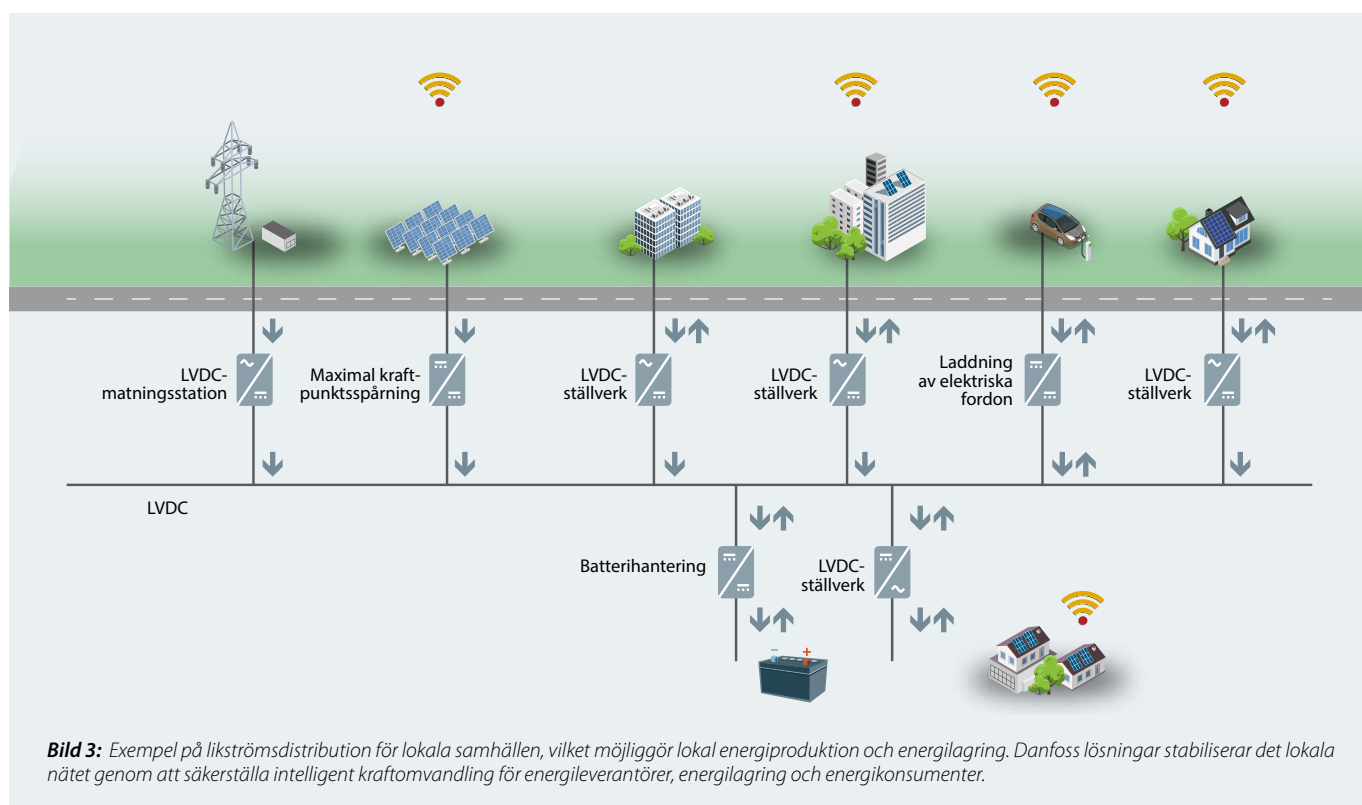 LVDC-
matningsstation
Maximal kraft-
punktsspårning
LVDC-
ställverk
LVDC-
ställverk
Laddning
av elektriska
fordon
LVDC-
ställverk
LVDC
Batterihantering
LVDC-
ställverk
Bild 3: Exempel på likströmsdistribution för lokala samhällen, vilket möjliggör lokal energiproduktion och energilagring. Danfoss lösningar stabiliserar det lokala
nätet genom att säkerställa intelligent kraftomvandling för energileverantörer, energilagring och energikonsumenter.